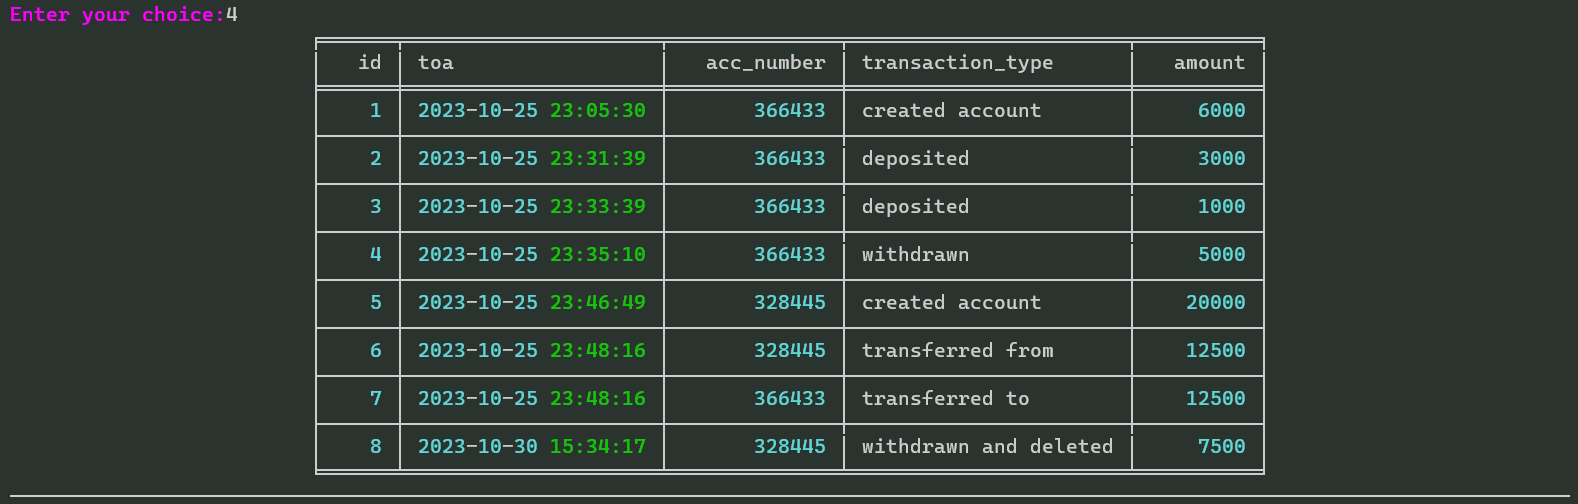 Enter your choice:4
id toa acc_number transaction_type amount
1 2023-10-25 23:05:30 366433 created account 6000
2 2023-10-25 23:31:39 366433 deposited 3000
3 2023-10-25 23:33:39 366433 deposited 1000
4 2023-10-25 23:35:10 366433 withdrawn 5000
5 2023-10-25 23:46:49 328445 created account 20000
6 2023-10-25 23:48:16 328445 transferred from 12500
7 2023-10-25 23:48:16 366433 transferred to 12500
8 2023-10-30 15:34:17 328445 withdrawn and deleted 7500